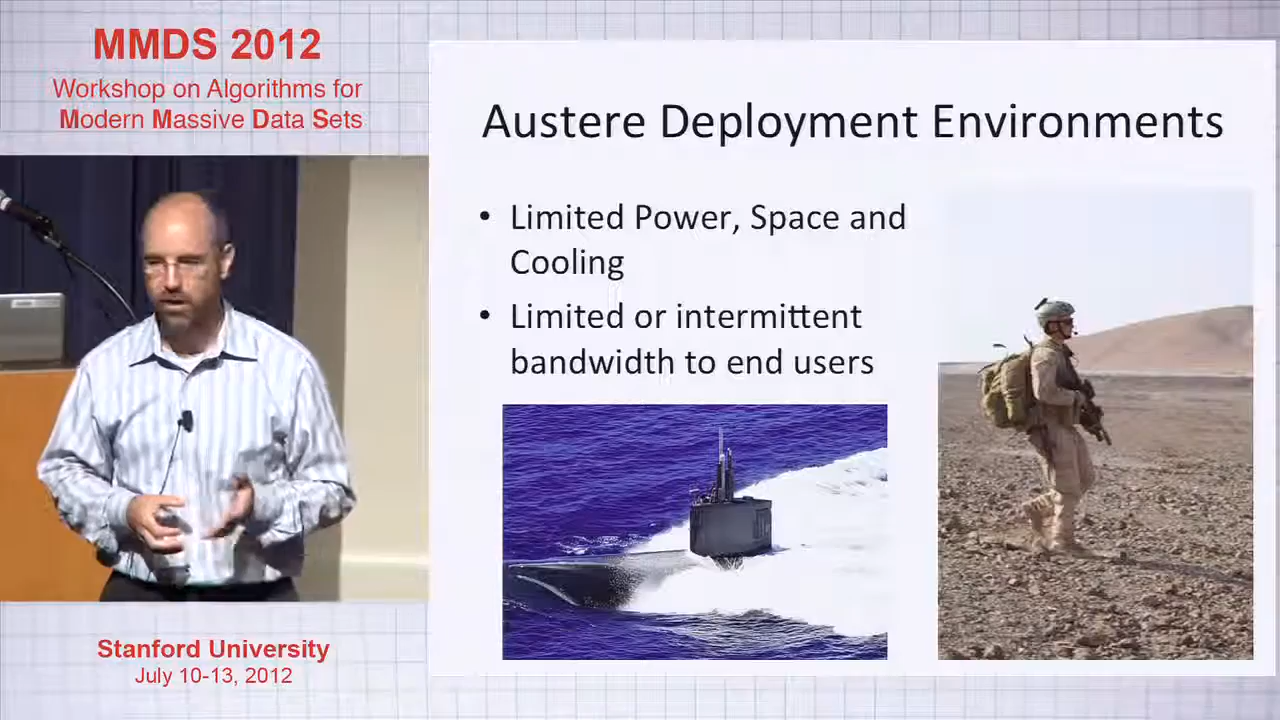 MMDS 2012
Workshop on Algorithms for
Modern Massive Data Sets
Austere Deployment Environments
• Limited Power, Space and
Cooling
• Limited or intermittent
bandwidth to end users
Stanford University
July 10-13, 2012